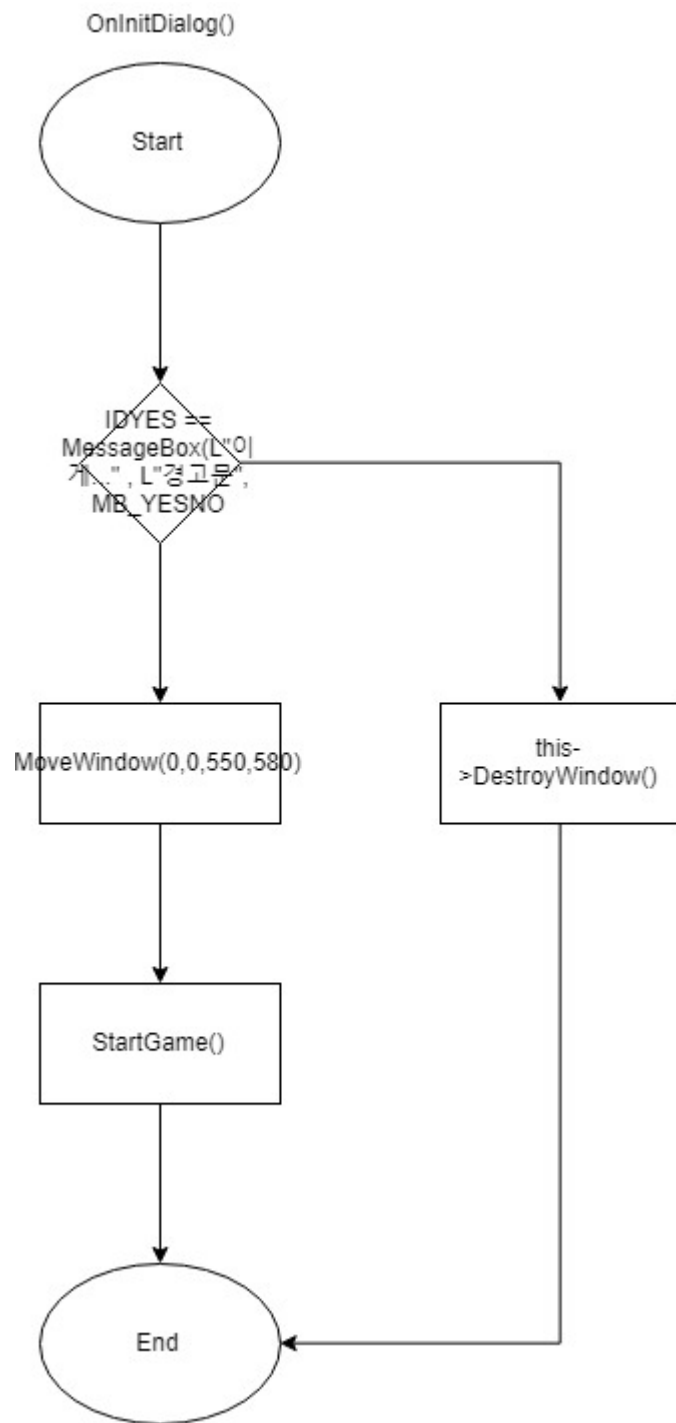 OnInitDialog()
Start
IDYES ==
MessageBox(L"이
게..." , L"경고문",
MB_YESNO
MoveWindow(0,0,550,580)
this-
>DestroyWindow()
StartGame()
End